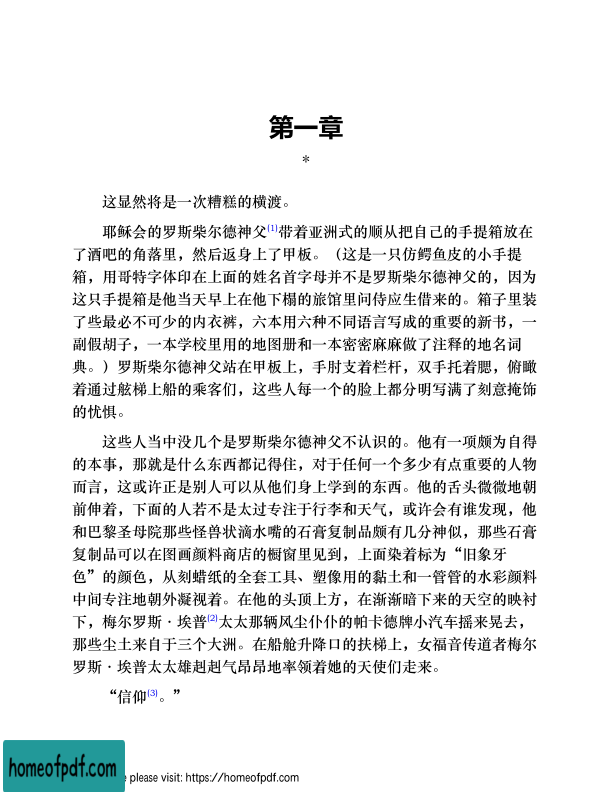 第一章
*
这显然将是一次糟糕的横渡。
耶稣会的罗斯柴尔德神父(1)带着亚洲式的顺从把自己的手提箱放在
了酒吧的角落里，然后返身上了甲板。（这是一只仿鳄鱼皮的小手提
箱，用哥特字体印在上面的姓名首字母并不是罗斯柴尔德神父的，因为
这只手提箱是他当天早上在他下榻的旅馆里问侍应生借来的。箱子里装
了些最必不可少的内衣裤，六本用六种不同语言写成的重要的新书，一
副假胡子，一本学校里用的地图册和一本密密麻麻做了注释的地名词
典。）罗斯柴尔德神父站在甲板上，手肘支着栏杆，双手托着腮，俯瞰
着通过舷梯上船的乘客们，这些人每一个的脸上都分明写满了刻意掩饰
的忧惧。
这些人当中没几个是罗斯柴尔德神父不认识的。他有一项颇为自得
的本事，那就是什么东西都记得住，对于任何一个多少有点重要的人物
而言，这或许正是别人可以从他们身上学到的东西。他的舌头微微地朝
前伸着，下面的人若不是太过专注于行李和天气，或许会有谁发现，他
和巴黎圣母院那些怪兽状滴水嘴的石膏复制品颇有几分神似，那些石膏
复制品可以在图画颜料商店的橱窗里见到，上面染着标为“旧象牙
色”的颜色，从刻蜡纸的全套工具、塑像用的黏土和一管管的水彩颜料
中间专注地朝外凝视着。在他的头顶上方，在渐渐暗下来的天空的映衬
下，梅尔罗斯·埃普(2)太太那辆风尘仆仆的帕卡德牌小汽车摇来晃去，
那些尘土来自于三个大洲。在船舱升降口的扶梯上，女福音传道者梅尔
罗斯·埃普太太雄赳赳气昂昂地率领着她的天使们走来。
“信仰(3)。”
homeofpdf.com
e please visit: https://homeofpdf.com